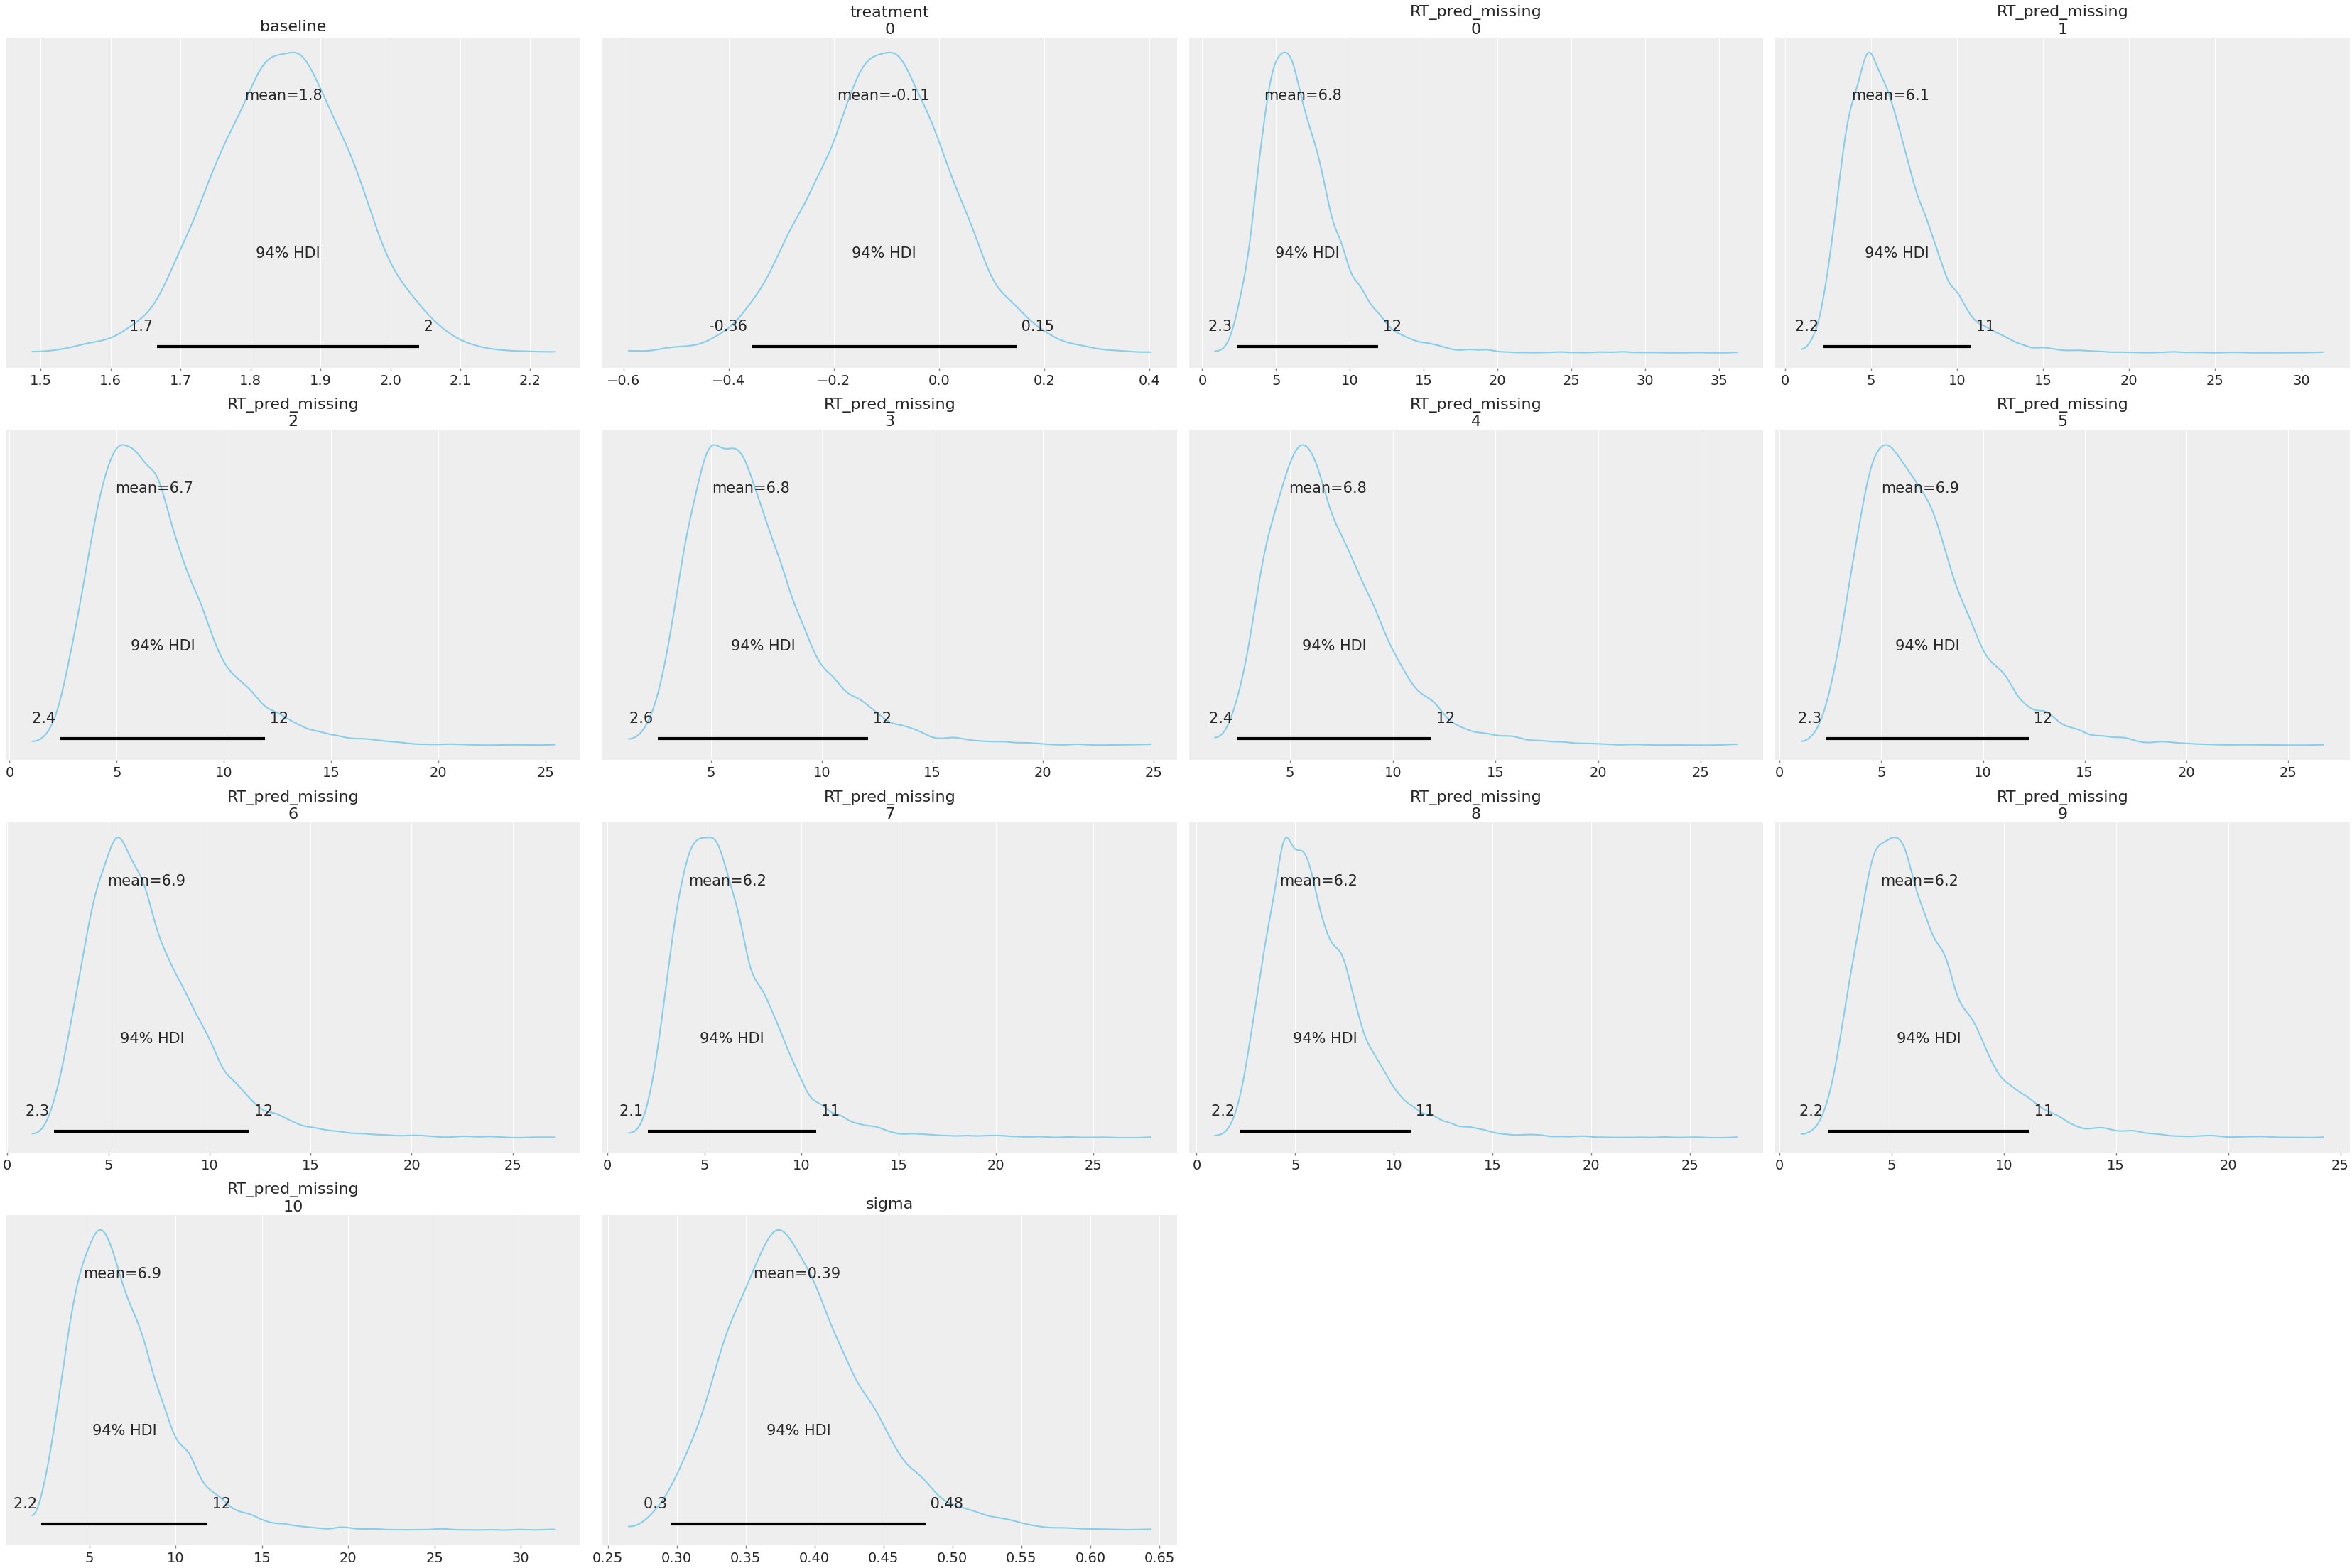 baseline
mean=1.8
94% HDI
1.7 2
1.5 1.6 1.7 1.8 1.9 2.0 2.1 2.2
treatment
0
mean=-0.11
94% HDI
-0.36 0.15
−0.6 −0.4 −0.2 0.0 0.2 0.4
RT_pred_missing
0
mean=6.8
94% HDI
2.3 12
0 5 10 15 20 25 30 35
RT_pred_missing
1
mean=6.1
94% HDI
2.2 11
0 5 10 15 20 25 30
RT_pred_missing
2
mean=6.7
94% HDI
2.4 12
0 5 10 15 20 25
RT_pred_missing
3
mean=6.8
94% HDI
2.6 12
5 10 15 20 25
RT_pred_missing
4
mean=6.8
94% HDI
2.4 12
5 10 15 20 25
RT_pred_missing
5
mean=6.9
94% HDI
2.3 12
0 5 10 15 20 25
RT_pred_missing
6
mean=6.9
94% HDI
2.3 12
0 5 10 15 20 25
RT_pred_missing
7
mean=6.2
94% HDI
2.1 11
0 5 10 15 20 25
RT_pred_missing
8
mean=6.2
94% HDI
2.2 11
0 5 10 15 20 25
RT_pred_missing
9
mean=6.2
94% HDI
2.2 11
0 5 10 15 20 25
RT_pred_missing
10
mean=6.9
94% HDI
2.2 12
5 10 15 20 25 30
sigma
mean=0.39
94% HDI
0.3 0.48
0.25 0.30 0.35 0.40 0.45 0.50 0.55 0.60 0.65